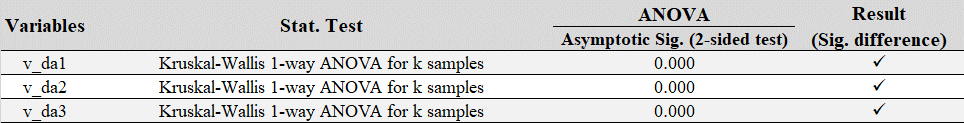 Variables Stat. Test ANOVA Result
Asymptotic Sig. (2-sided test) (Sig. difference)
v_da1 Kruskal-Wallis 1-way ANOVA for k samples 0.000 ✓
v_da2 Kruskal-Wallis 1-way ANOVA for k samples 0.000 ✓
v_da3 Kruskal-Wallis 1-way ANOVA for k samples 0.000 ✓